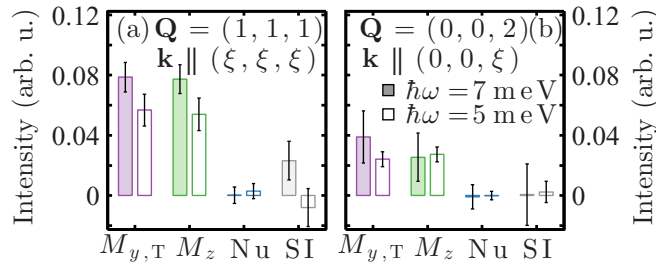 0.12
0.08
0.04
0
Intensity (arb. u.)
(a) Q = (1, 1, 1)
k ∥ (ξ, ξ, ξ)
M_{y,T} M_z Nu SI
Q = (0, 0, 2) (b)
k ∥ (0, 0, ξ)
ħω = 7 meV
ħω = 5 meV
M_{y,T} M_z Nu SI
0.12
0.08
0.04
0
Intensity (arb. u.)